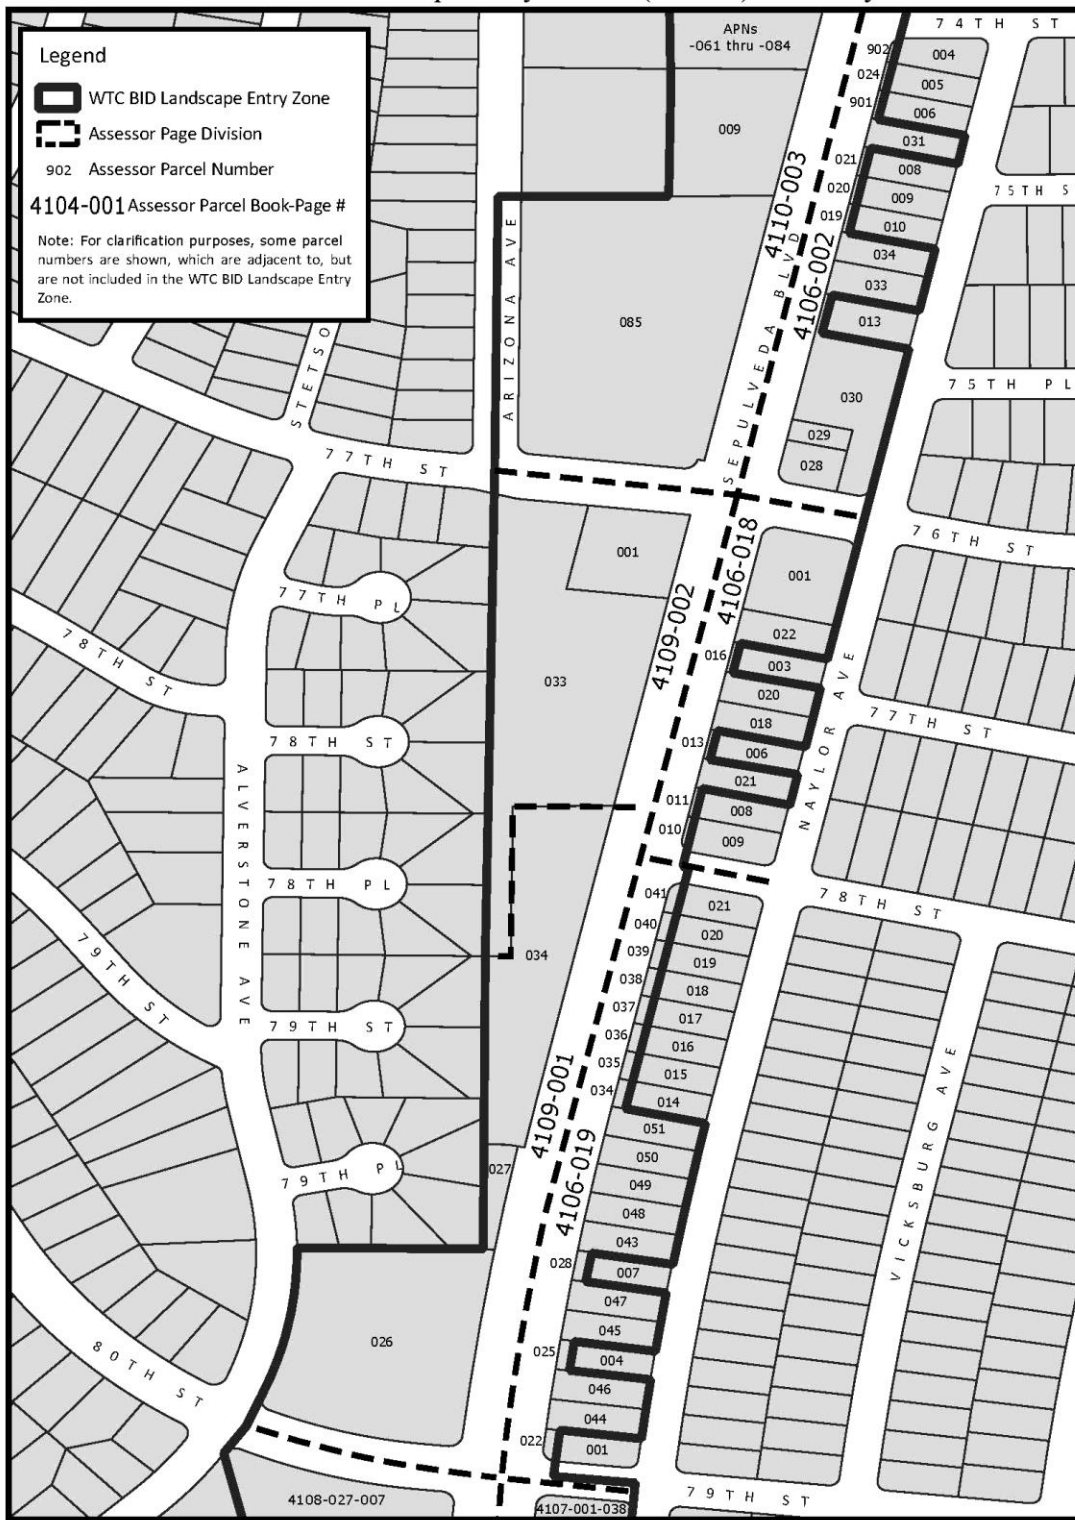 Legend
WTC BID Landscape Entry Zone
Assessor Page Division
902 Assessor Parcel Number
4104-001 Assessor Parcel Book-Page #
Note: For clarification purposes, some parcel
numbers are shown, which are adjacent to, but
are not included in the WTC BID Landscape Entry
Zone.
APNs
-061 thru -084
009
085
ARIZONA AVE
STETSO
77TH ST
77TH PL
78TH ST
78TH ST
78TH PL
79TH ST
79TH ST
79TH PL
80TH ST
ALVERSTONE AVE
SEPULVEDA BLVD
4110-003
4106-002
74TH ST
902
004
024
005
901
006
031
021
008
020
009
019
010
75TH S
034
033
013
75TH PL
030
029
028
76TH ST
4106-018
4109-002
001
001
022
016
003
033
020
018
013
006
021
011
008
010
009
NAYLOR AVE
77TH ST
78TH ST
034
041
021
040
020
039
019
038
018
037
017
036
016
035
015
034
014
4109-001
4106-019
051
050
049
048
043
027
028
007
047
045
025
004
046
044
022
001
026
VICKSBURG AVE
79TH ST
4108-027-007
4107-001-038